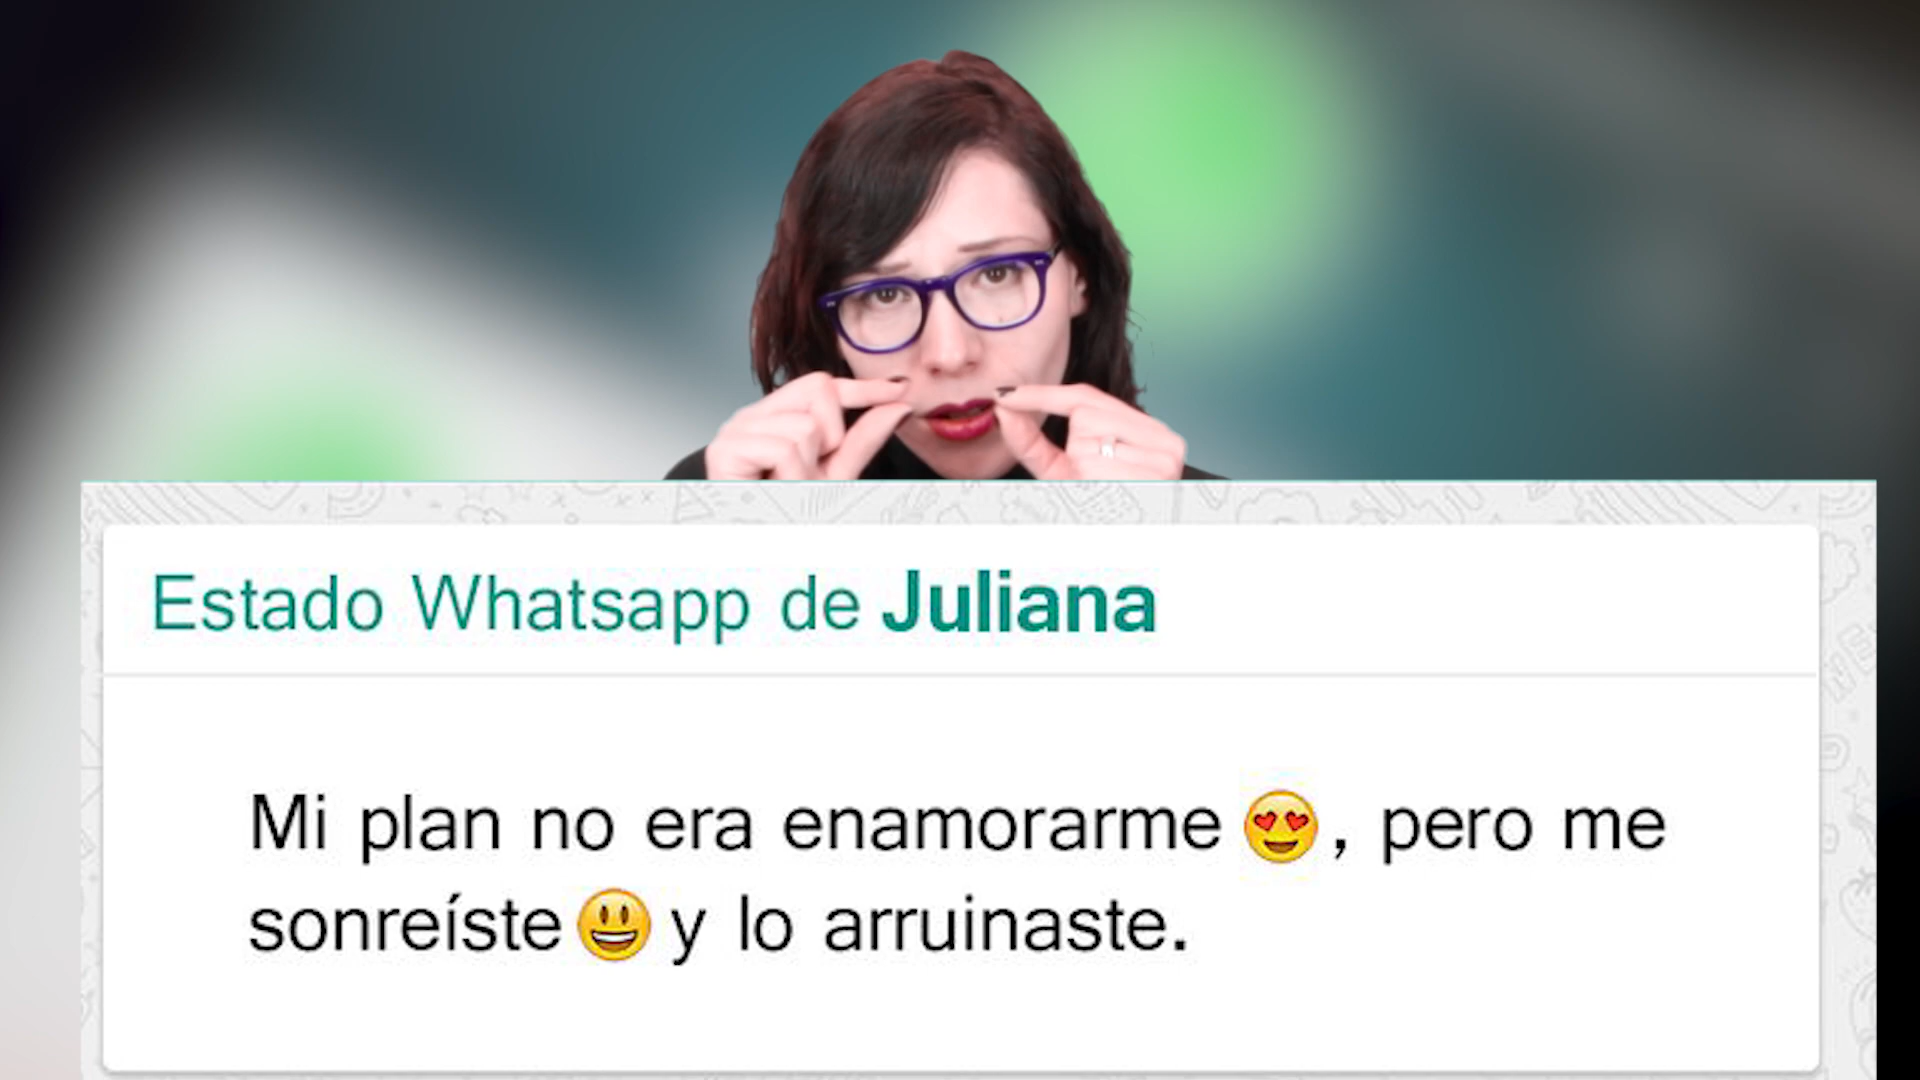 Estado Whatsapp de Juliana
Mi plan no era enamorarme 😍, pero me
sonreíste 😃 y lo arruinaste.